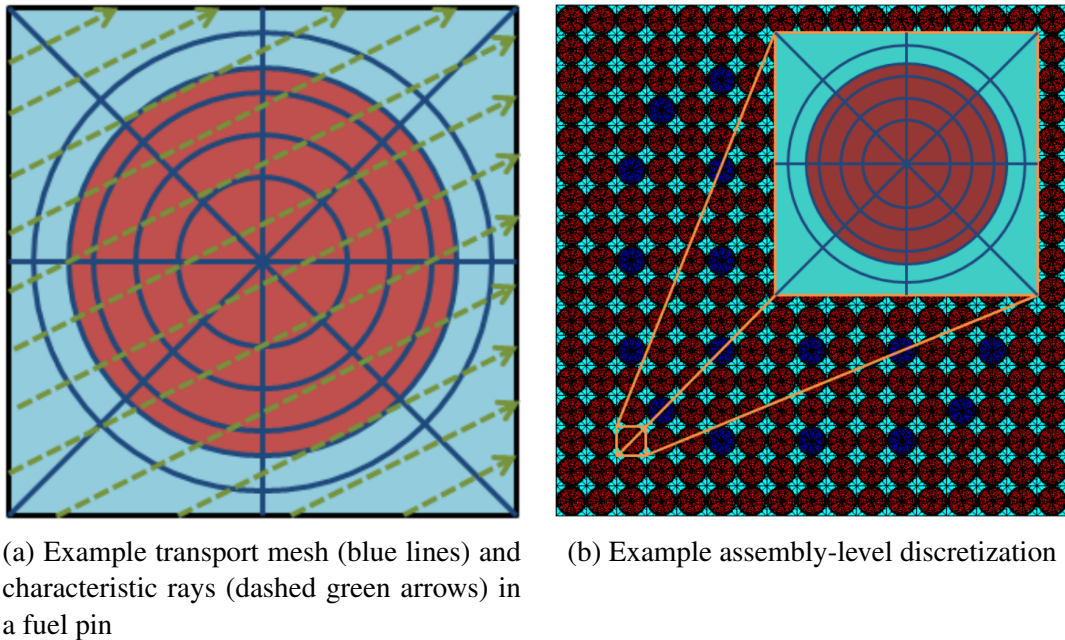 (a) Example transport mesh (blue lines) and
characteristic rays (dashed green arrows) in
a fuel pin
(b) Example assembly-level discretization